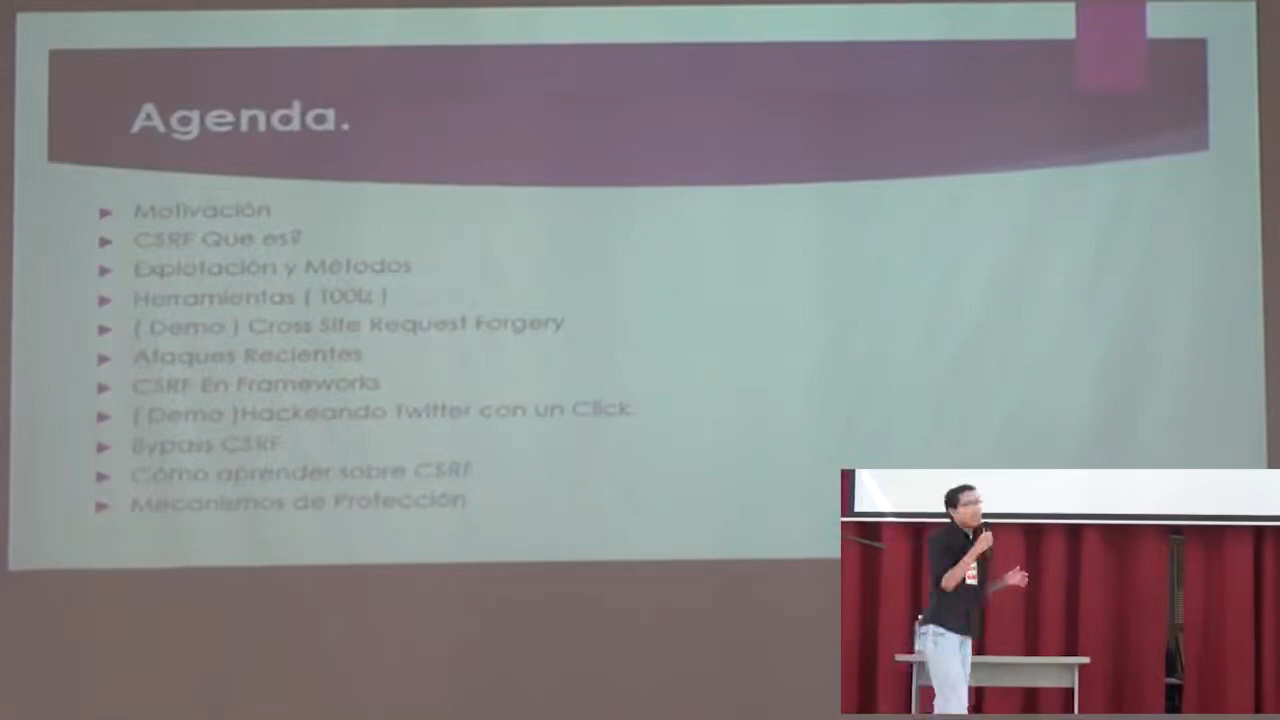 Agenda.
Motivación
CSRF Que es?
Explotación y Métodos
Herramientas ( T00lz )
( Demo ) Cross Site Request Forgery
Ataques Recientes
CSRF En Frameworks
( Demo )Hackeando Twitter con un Click.
Bypass CSRF.
Cómo aprender sobre CSRF
Mecanismos de Protección